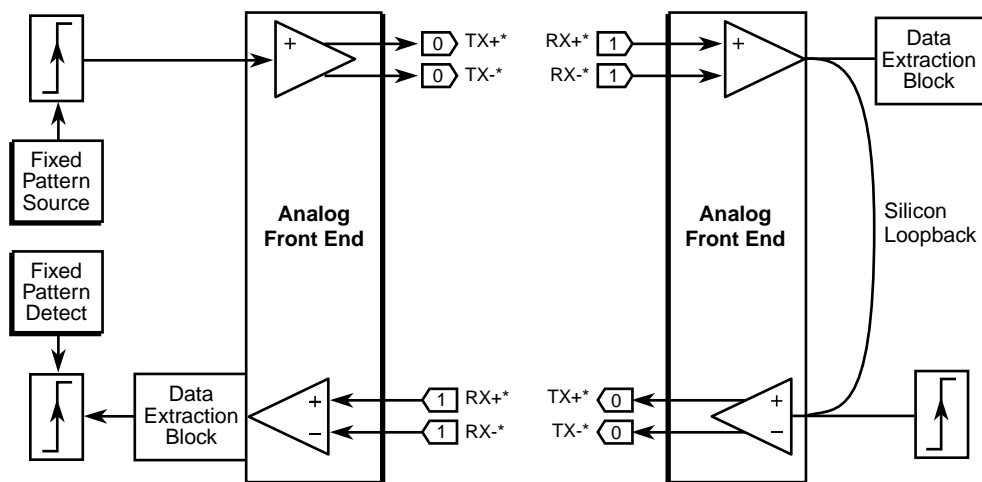 +
0 TX+*
0 TX-*
Fixed
Pattern
Source
Analog
Front End
Fixed
Pattern
Detect
Data
Extraction
Block
+
−
1 RX+*
1 RX-*
RX+* 1
RX-* 1
+
Data
Extraction
Block
Analog
Front End
Silicon
Loopback
TX+* 0
TX-* 0
+
−